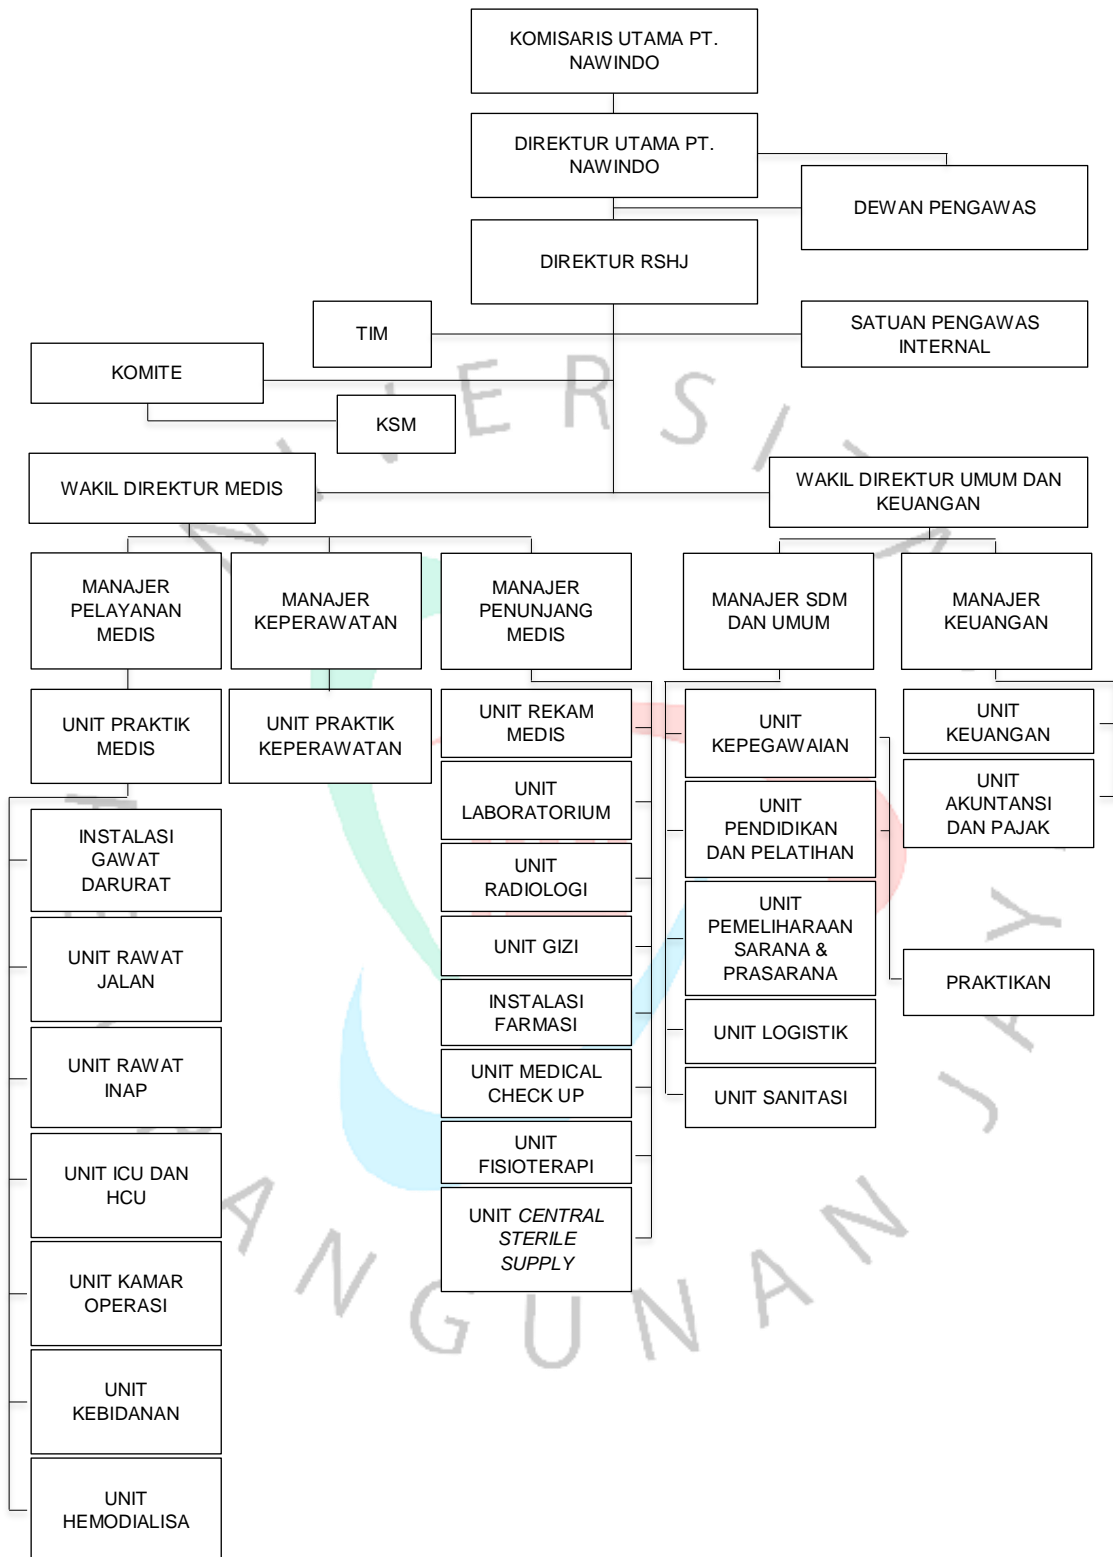 KOMISARIS UTAMA PT.
NAWINDO
DIREKTUR UTAMA PT.
NAWINDO
DEWAN PENGAWAS
DIREKTUR RSHJ
TIM
SATUAN PENGAWAS
INTERNAL
KOMITE
KSM
WAKIL DIREKTUR MEDIS
WAKIL DIREKTUR UMUM DAN
KEUANGAN
MANAJER
PELAYANAN
MEDIS
MANAJER
KEPERAWATAN
MANAJER
PENUNJANG
MEDIS
MANAJER SDM
DAN UMUM
MANAJER
KEUANGAN
UNIT PRAKTIK
MEDIS
UNIT PRAKTIK
KEPERAWATAN
UNIT REKAM
MEDIS
UNIT
KEPEGAWAIAN
UNIT
KEUANGAN
UNIT
LABORATORIUM
UNIT
PENDIDIKAN
DAN PELATIHAN
UNIT
AKUNTANSI
DAN PAJAK
INSTALASI
GAWAT
DARURAT
UNIT
RADIOLOGI
UNIT
PEMELIHARAAN
SARANA &
PRASARANA
UNIT RAWAT
JALAN
UNIT GIZI
PRAKTIKAN
INSTALASI
FARMASI
UNIT LOGISTIK
UNIT RAWAT
INAP
UNIT MEDICAL
CHECK UP
UNIT SANITASI
UNIT ICU DAN
HCU
UNIT
FISIOTERAPI
UNIT CENTRAL
STERILE
SUPPLY
UNIT KAMAR
OPERASI
UNIT
KEBIDANAN
UNIT
HEMODIALISA